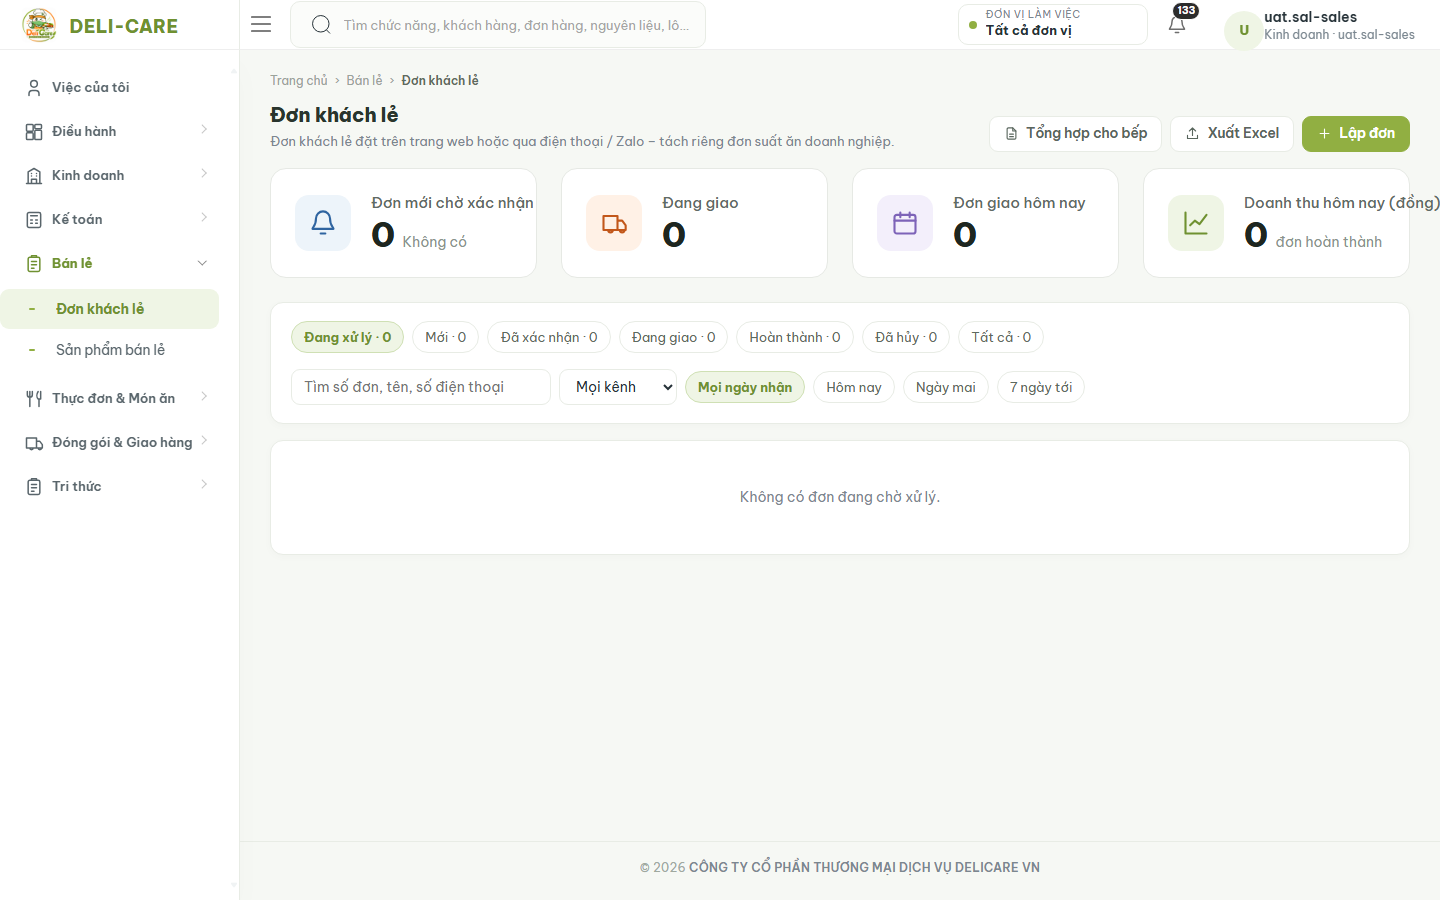 DELI-CARE
Tìm chức năng, khách hàng, đơn hàng, nguyên liệu, lô...
ĐƠN VỊ LÀM VIỆC
Tất cả đơn vị
133
U
uat.sal-sales
Kinh doanh · uat.sal-sales
Việc của tôi
Điều hành
Kinh doanh
Kế toán
Bán lẻ
- Đơn khách lẻ
- Sản phẩm bán lẻ
Thực đơn & Món ăn
Đóng gói & Giao hàng
Tri thức
Trang chủ › Bán lẻ › Đơn khách lẻ
Đơn khách lẻ
Đơn khách lẻ đặt trên trang web hoặc qua điện thoại / Zalo – tách riêng đơn suất ăn doanh nghiệp.
Tổng hợp cho bếp
Xuất Excel
Lập đơn
Đơn mới chờ xác nhận
0 Không có
Đang giao
0
Đơn giao hôm nay
0
Doanh thu hôm nay (đồng)
0 đơn hoàn thành
Đang xử lý · 0
Mới · 0
Đã xác nhận · 0
Đang giao · 0
Hoàn thành · 0
Đã hủy · 0
Tất cả · 0
Tìm số đơn, tên, số điện thoại
Mọi kênh
Mọi ngày nhận
Hôm nay
Ngày mai
7 ngày tới
Không có đơn đang chờ xử lý.
© 2026 CÔNG TY CỔ PHẦN THƯƠNG MẠI DỊCH VỤ DELICARE VN